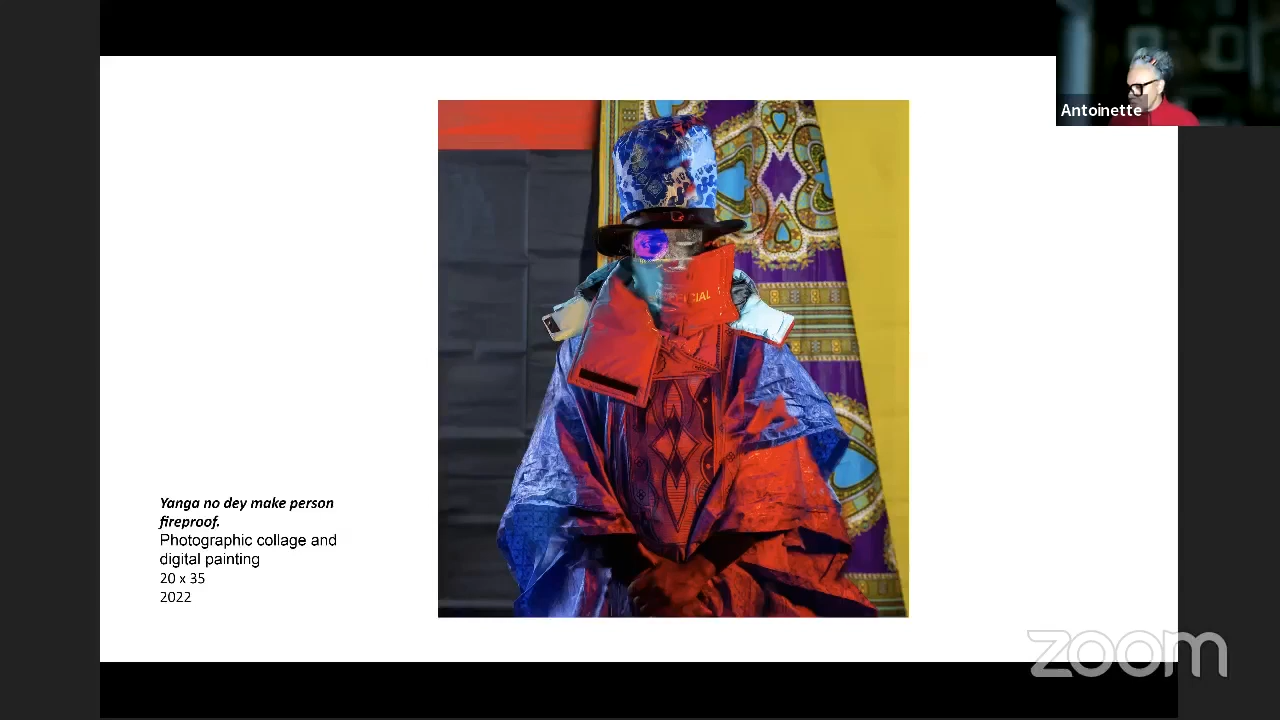 Antoinette
Yanga no dey make person
fireproof.
Photographic collage and
digital painting
20 x 35
2022
zoom